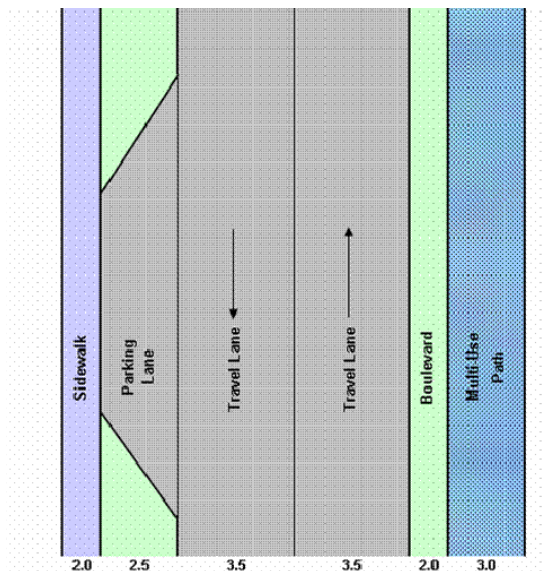 Sidewalk
Parking
Lane
Travel Lane
Travel Lane
Boulevard
Multi-Use
Path
2.0 2.5 3.5 3.5 2.0 3.0